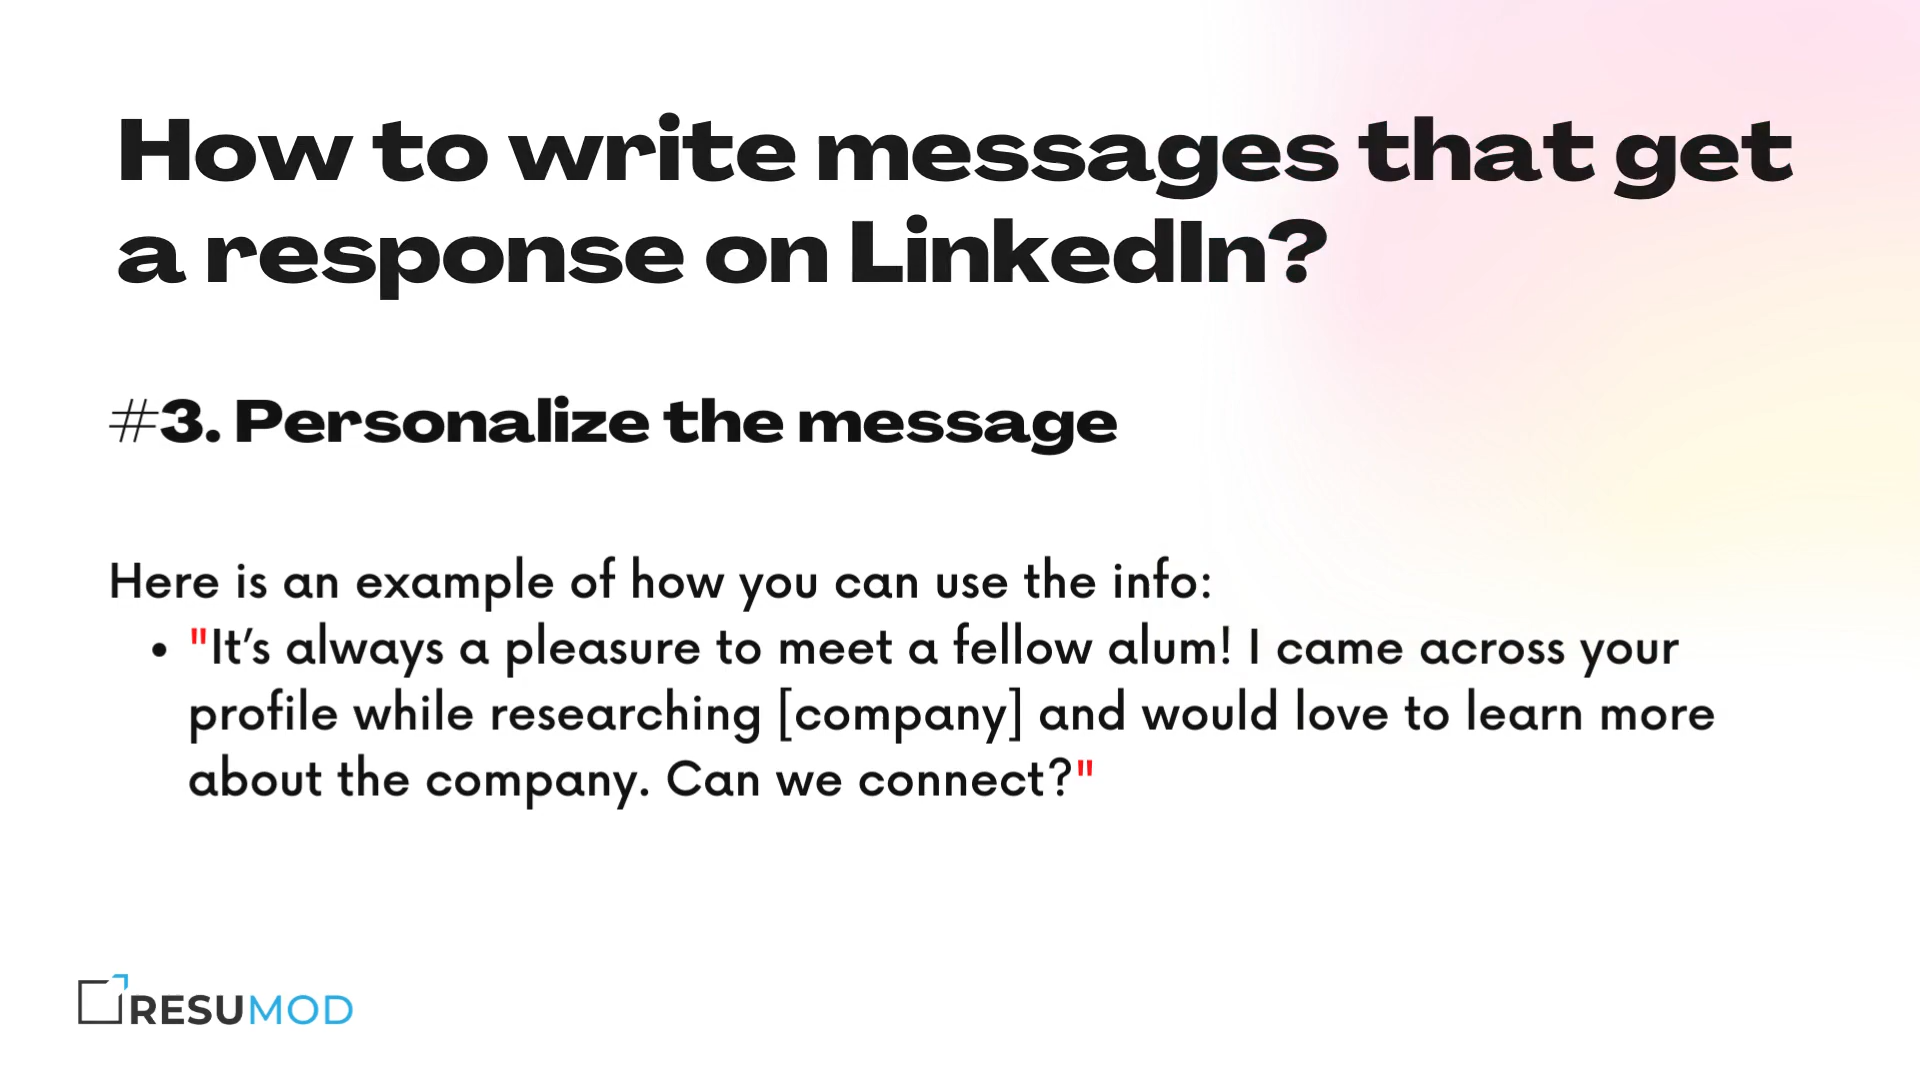 How to write messages that get
a response on LinkedIn?
#3. Personalize the message
Here is an example of how you can use the info:
• "It’s always a pleasure to meet a fellow alum! I came across your
profile while researching [company] and would love to learn more
about the company. Can we connect?"
RESUMOD